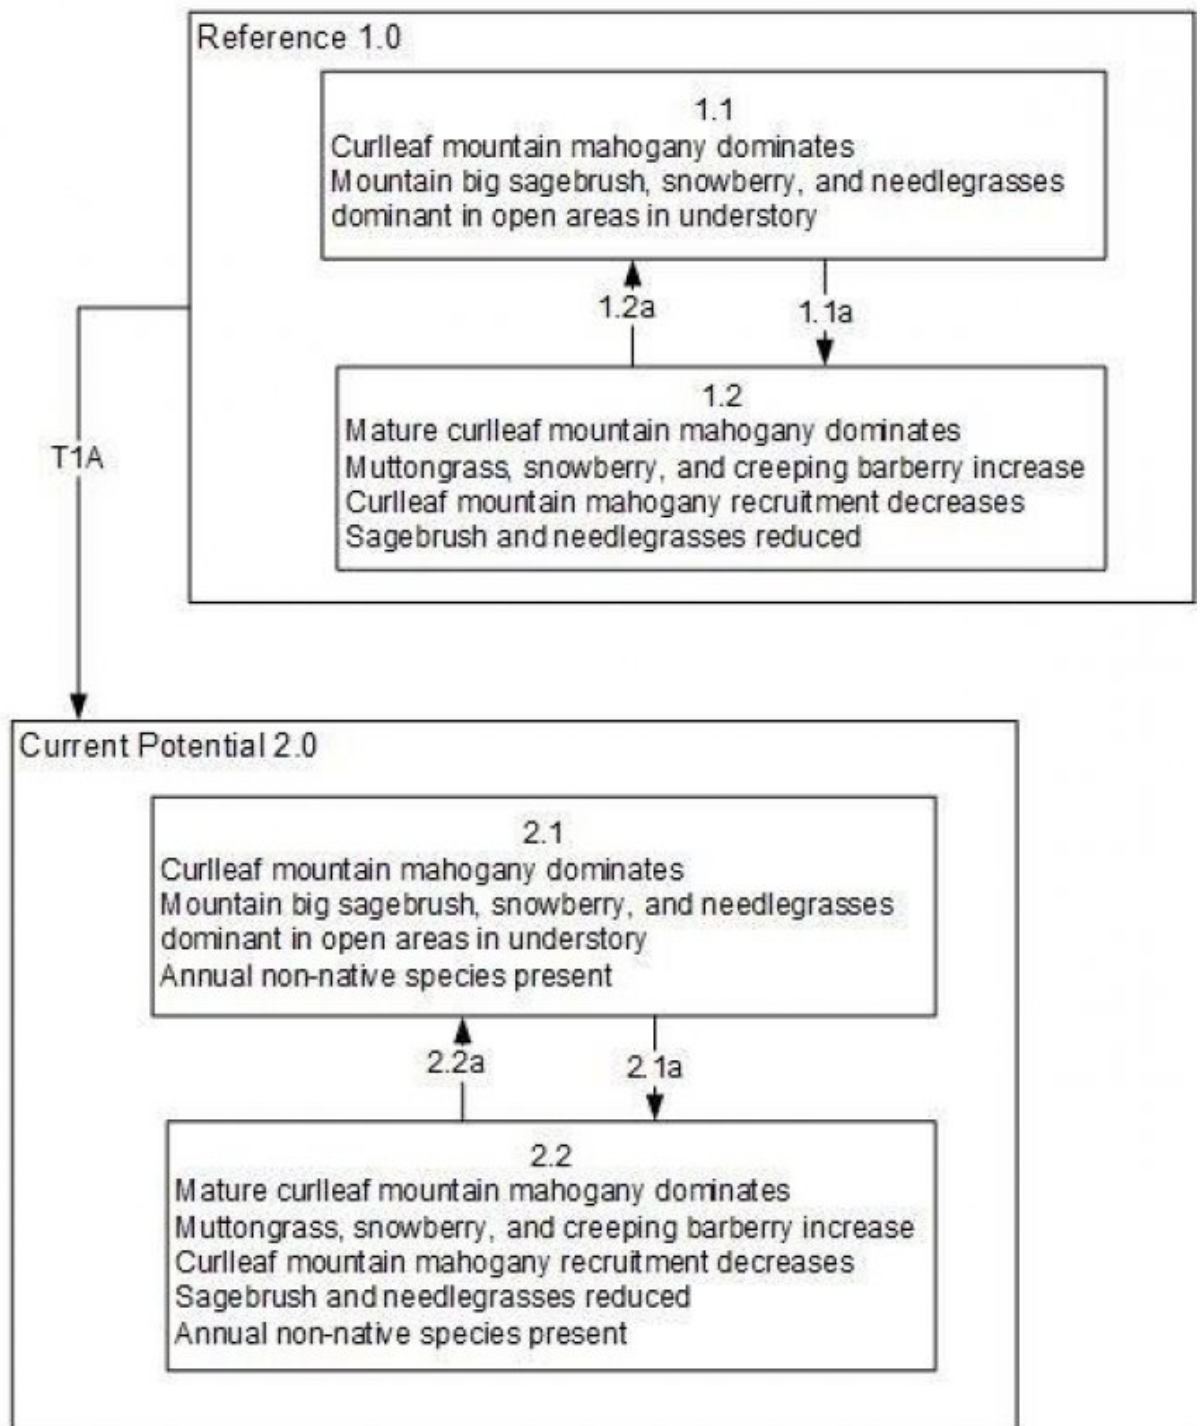 Reference 1.0
1.1
Curlleaf mountain mahogany dominates
Mountain big sagebrush, snowberry, and needlegrasses
dominant in open areas in understory
1.2a
1.1a
1.2
Mature curlleaf mountain mahogany dominates
Muttongrass, snowberry, and creeping barberry increase
Curlleaf mountain mahogany recruitment decreases
Sagebrush and needlegrasses reduced
T1A
Current Potential 2.0
2.1
Curlleaf mountain mahogany dominates
Mountain big sagebrush, snowberry, and needlegrasses
dominant in open areas in understory
Annual non-native species present
2.2a
2.1a
2.2
Mature curlleaf mountain mahogany dominates
Muttongrass, snowberry, and creeping barberry increase
Curlleaf mountain mahogany recruitment decreases
Sagebrush and needlegrasses reduced
Annual non-native species present